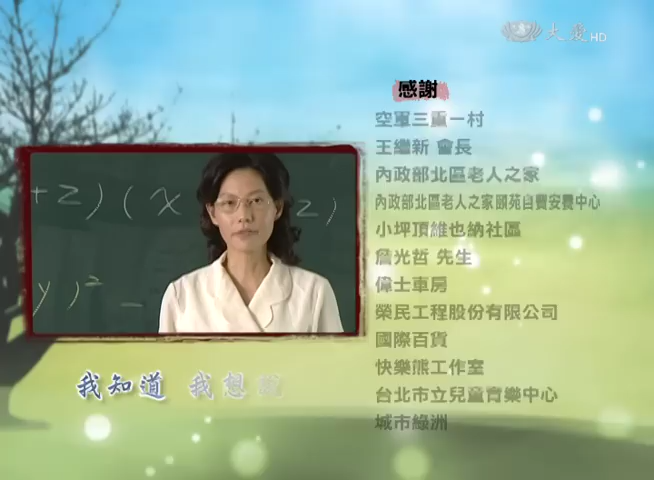 大愛HD
感謝
空軍三重一村
王繼新 會長
內政部北區老人之家
內政部北區老人之家頤苑自費安養中心
小坪頂維也納社區
詹光哲 先生
偉士車房
榮民工程股份有限公司
國際百貨
快樂熊工作室
台北市立兒童育樂中心
城市綠洲
+z)(x
z)
y)² -
我知道 我想